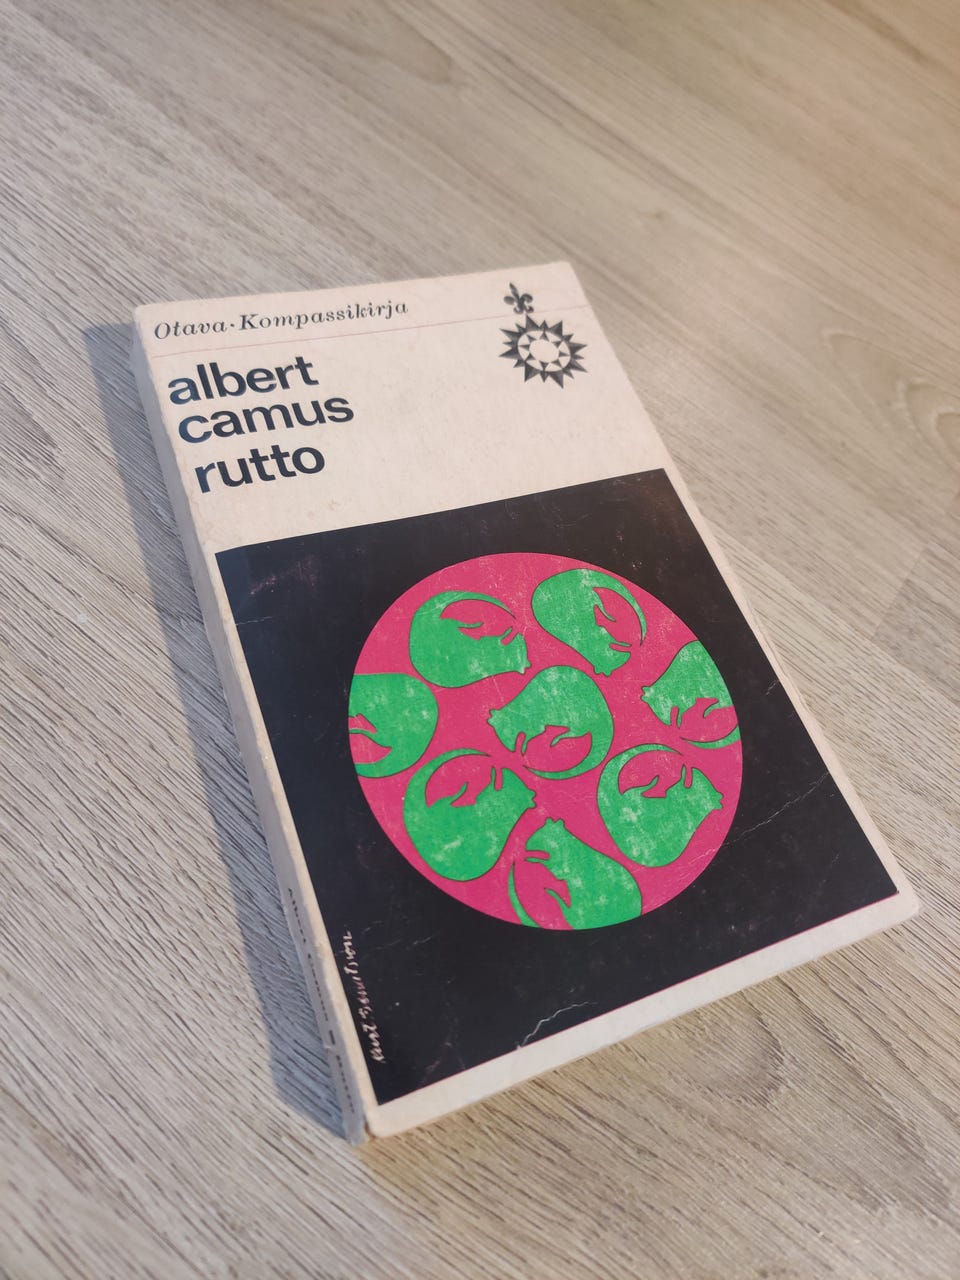 Otava·Kompassikirja
albert
camus
rutto